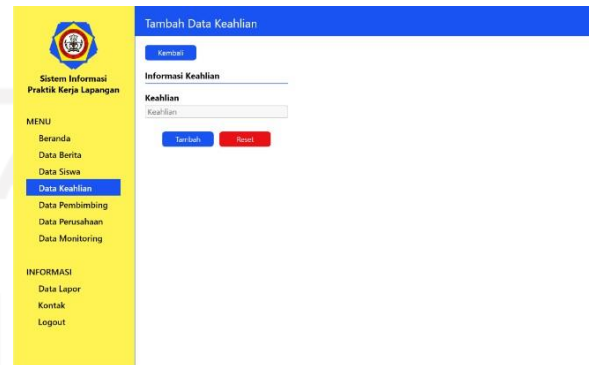 Sistem Informasi
Praktik Kerja Lapangan
MENU
Beranda
Data Berita
Data Siswa
Data Keahlian
Data Pembimbing
Data Perusahaan
Data Monitoring
INFORMASI
Data Lapor
Kontak
Logout
Tambah Data Keahlian
Kembali
Informasi Keahlian
Keahlian
Keahlian
Tambah Reset